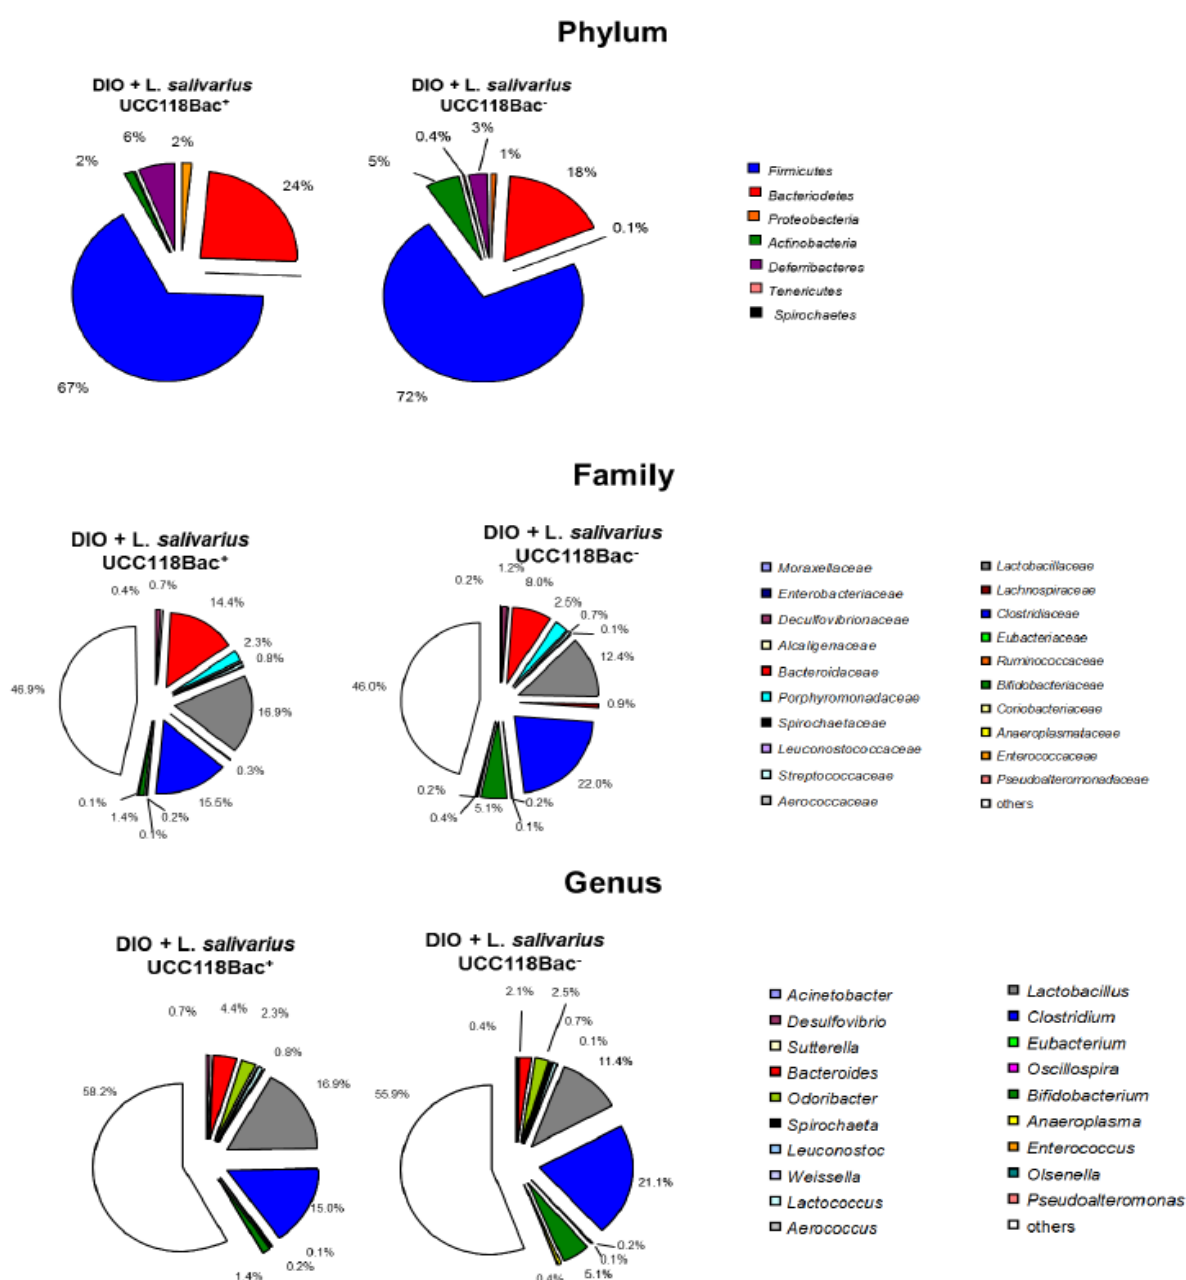 Phylum
DIO + L. salivarius
UCC118Bac+
DIO + L. salivarius
UCC118Bac-
2%
6%
2%
24%
67%
5%
0.4%
3%
1%
18%
0.1%
72%
Firmicutes
Bacteriodetes
Proteobacteria
Actinobacteria
Deferribacteres
Tenericutes
Spirochaetes
Family
DIO + L. salivarius
UCC118Bac+
DIO + L. salivarius
UCC118Bac-
0.4%
0.7%
14.4%
2.3%
0.8%
16.9%
0.3%
15.5%
0.2%
0.1%
1.4%
0.1%
46.9%
0.2%
1.2%
8.0%
2.5%
0.7%
0.1%
12.4%
0.9%
22.0%
0.2%
0.1%
5.1%
0.4%
0.2%
46.0%
Moraxellaceae
Enterobacteriaceae
Deculfovibrionaceae
Alcaligenaceae
Bacteroidaceae
Porphyromonadaceae
Spirochaetaceae
Leuconostococcaceae
Streptococcaceae
Aerococcaceae
Lactobacillaceae
Lachnospiraceae
Clostridiaceae
Eubacteriaceae
Ruminococcaceae
Bifidobacteriaceae
Coriobacteriaceae
Anaeroplasmataceae
Enterococcaceae
Pseudoalteromonadaceae
others
Genus
DIO + L. salivarius
UCC118Bac+
DIO + L. salivarius
UCC118Bac-
0.7%
4.4%
2.3%
0.8%
16.9%
15.0%
0.1%
0.2%
1.4%
58.2%
0.4%
2.1%
2.5%
0.7%
0.1%
11.4%
21.1%
0.2%
0.1%
5.1%
0.4%
55.9%
Acinetobacter
Desulfovibrio
Sutterella
Bacteroides
Odoribacter
Spirochaeta
Leuconostoc
Weissella
Lactococcus
Aerococcus
Lactobacillus
Clostridium
Eubacterium
Oscillospira
Bifidobacterium
Anaeroplasma
Enterococcus
Olsenella
Pseudoalteromonas
others